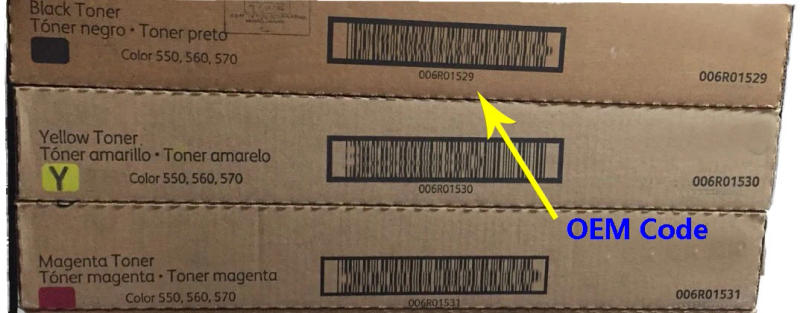 Black Toner
Tóner negro • Toner preto
Color 550, 560, 570
006R01529
006R01529
Yellow Toner
Tóner amarillo • Toner amarelo
Y
Color 550, 560, 570
006R01530
006R01530
OEM Code
Magenta Toner
Tóner magenta • Toner magenta
Color 550, 560, 570
006R01531
006R01531